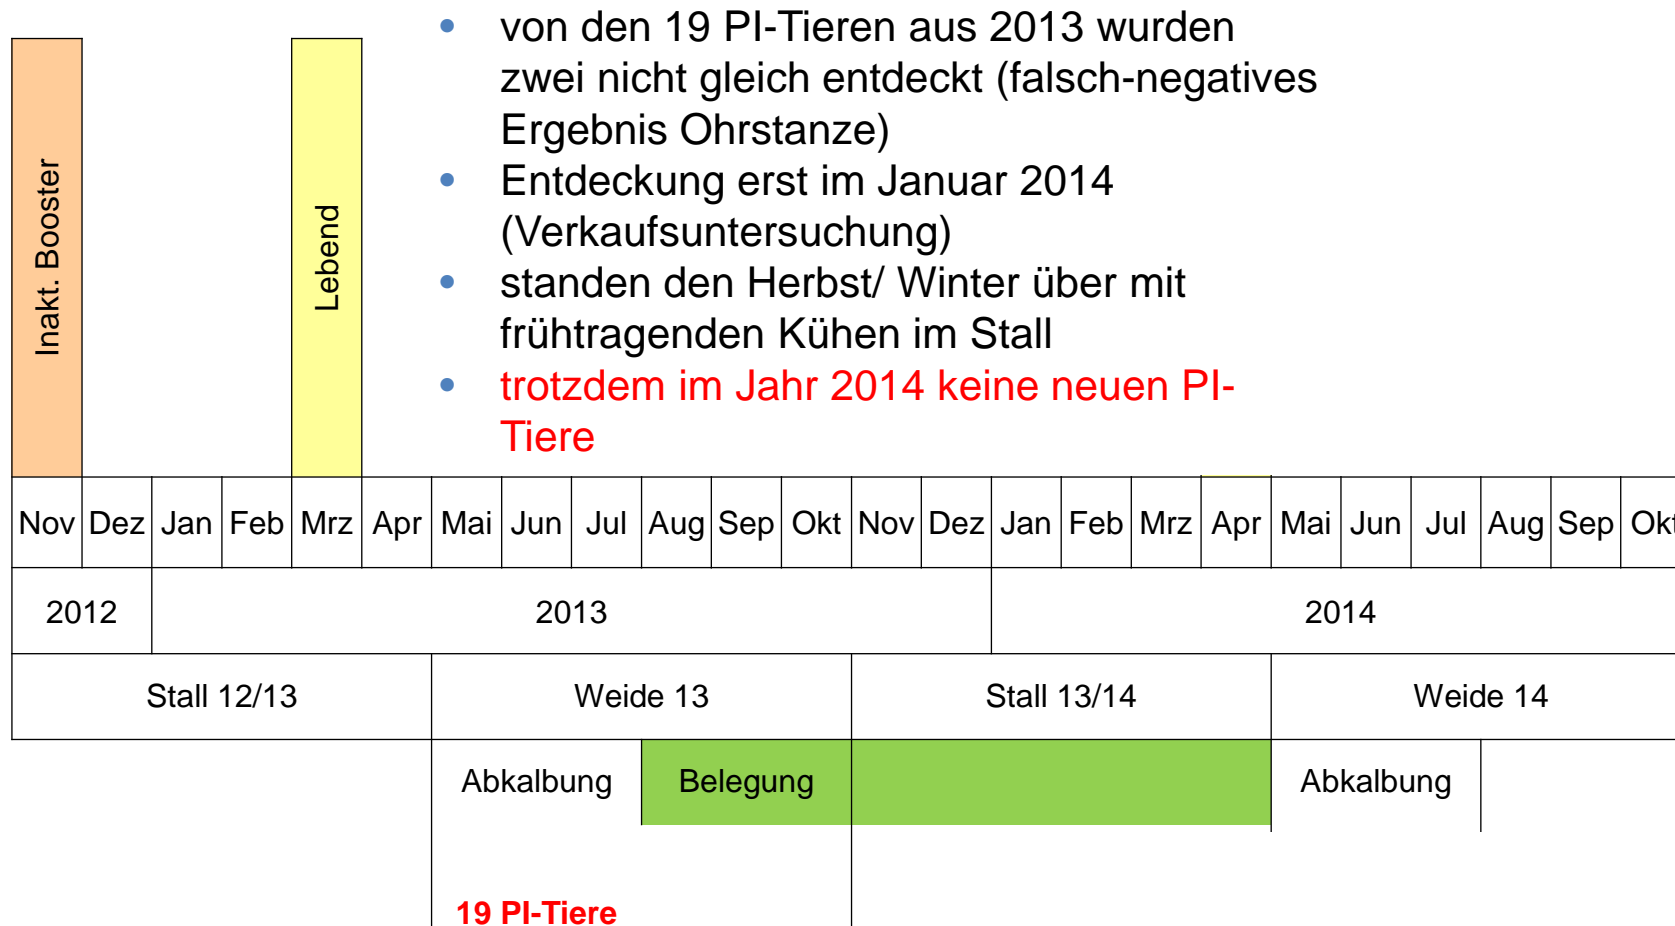 • von den 19 PI-Tieren aus 2013 wurden
zwei nicht gleich entdeckt (falsch-negatives
Ergebnis Ohrstanze)
• Entdeckung erst im Januar 2014
(Verkaufsuntersuchung)
• standen den Herbst/ Winter über mit
frühtragenden Kühen im Stall
• trotzdem im Jahr 2014 keine neuen PI-
Tiere
Inakt. Booster
Lebend
Nov Dez Jan Feb Mrz Apr Mai Jun Jul Aug Sep Okt Nov Dez Jan Feb Mrz Apr Mai Jun Jul Aug Sep Okt
2012 2013 2014
Stall 12/13 Weide 13 Stall 13/14 Weide 14
Abkalbung Belegung Abkalbung
19 PI-Tiere